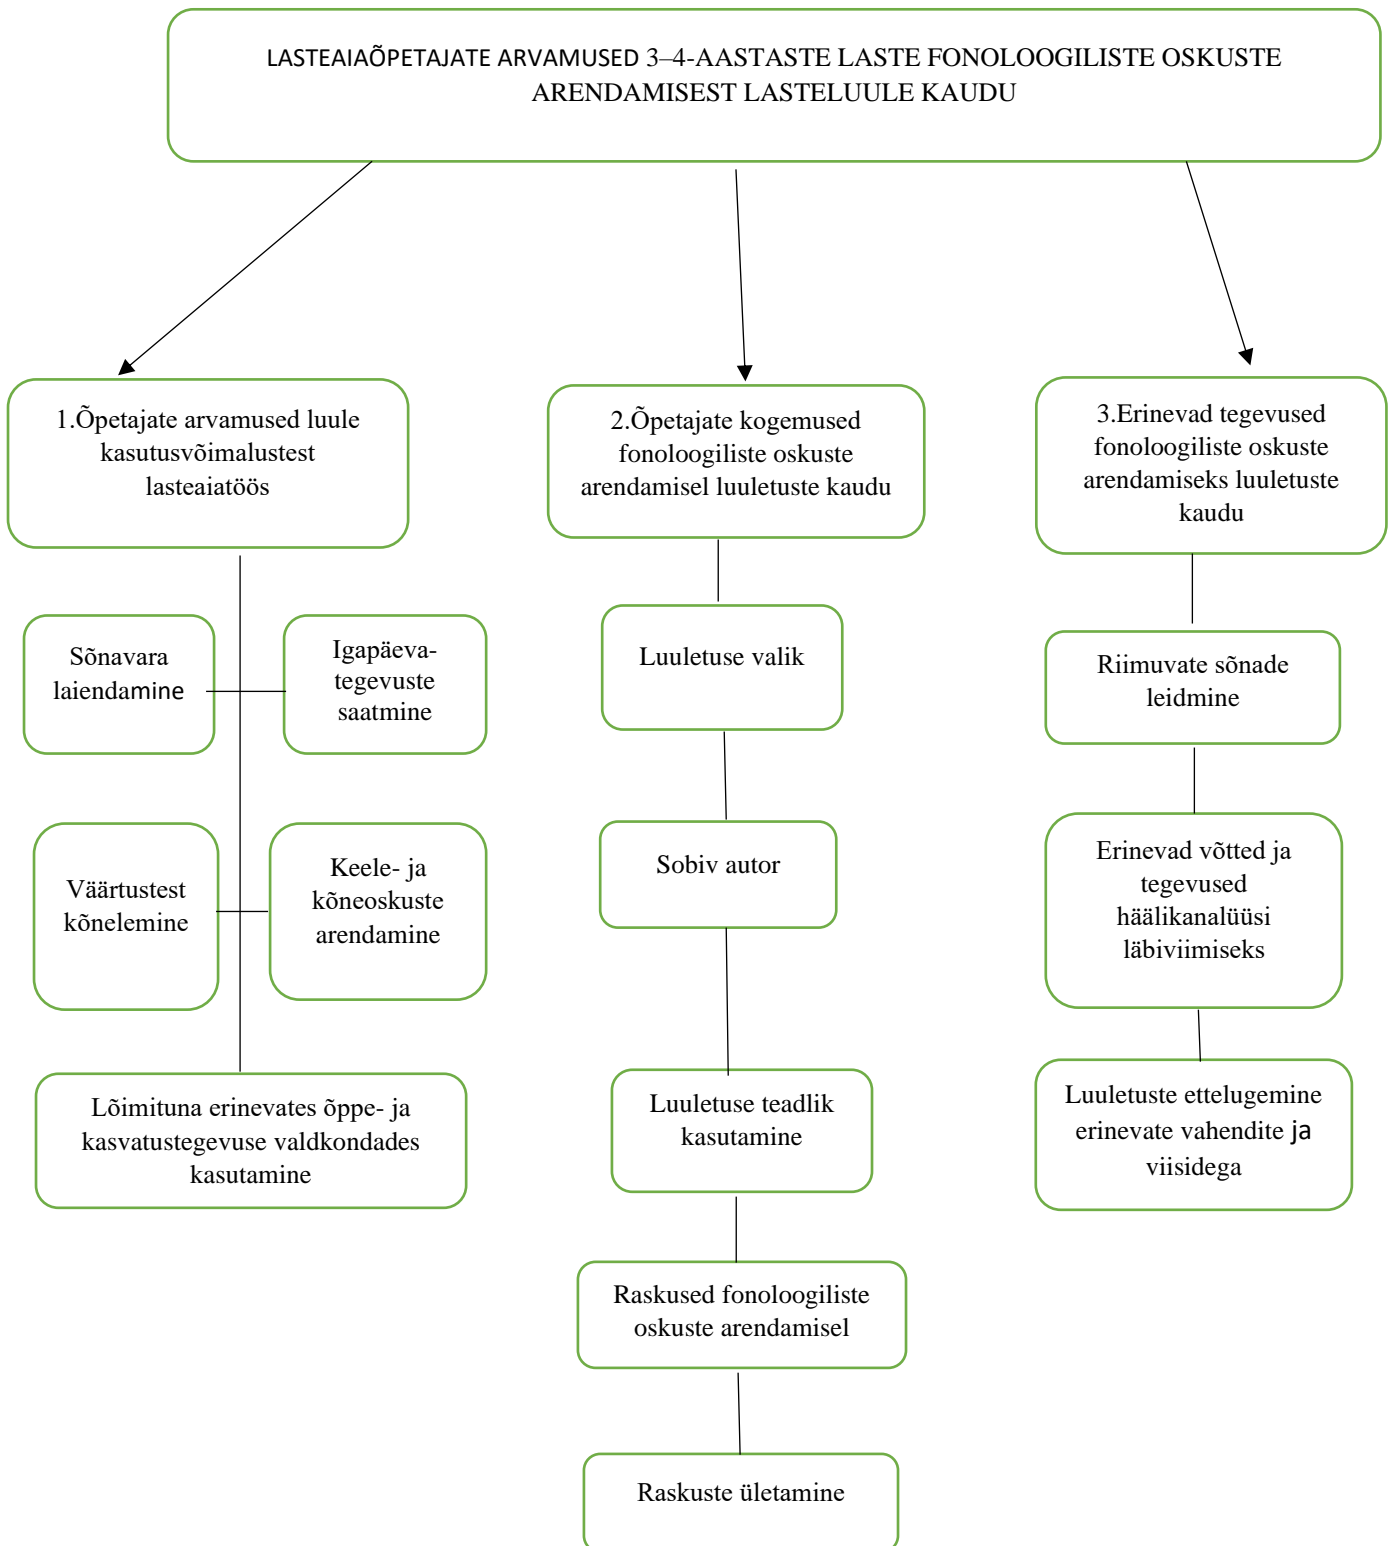 LASTEAIAÕPETAJATE ARVAMUSED 3–4-AASTASTE LASTE FONOLOOGILISTE OSKUSTE
ARENDAMISEST LASTELUULE KAUDU
1.Õpetajate arvamused luule
kasutusvõimalustest
lasteaiatöös
Sõnavara
laiendamine
Igapäeva-
tegevuste
saatmine
Väärtustest
kõnelemine
Keele- ja
kõneoskuste
arendamine
Lõimituna erinevates õppe- ja
kasvatustegevuse valdkondades
kasutamine
2.Õpetajate kogemused
fonoloogiliste oskuste
arendamisel luuletuste kaudu
Luuletuse valik
Sobiv autor
Luuletuse teadlik
kasutamine
Raskused fonoloogiliste
oskuste arendamisel
Raskuste ületamine
3.Erinevad tegevused
fonoloogiliste oskuste
arendamiseks luuletuste
kaudu
Riimuvate sõnade
leidmine
Erinevad võtted ja
tegevused
häälikanalüüsi
läbiviimiseks
Luuletuste ettelugemine
erinevate vahendite ja
viisidega